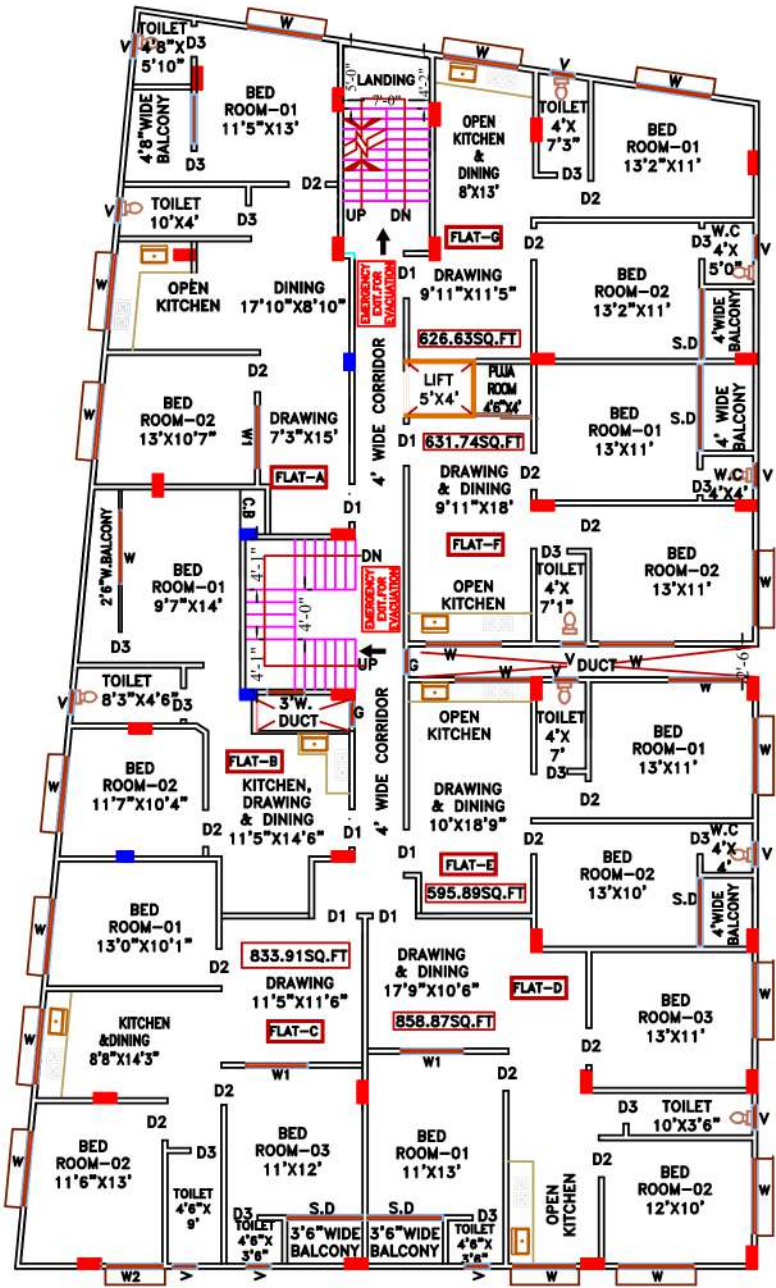 W
TOILET
4'8"X
5'10"
D3
V
BED
ROOM-01
11'5"X13'
4'8"WIDE
BALCONY
D3
D2
5'-0"
LANDING
7'-0"
4'-2"
UP DN
W
OPEN
KITCHEN
&
DINING
8'X13'
V
TOILET
4'X
7'3"
D3
W
BED
ROOM-01
13'2"X11'
D2
V
TOILET
10'X4'
D3
FLAT-G
D1
DRAWING
9'11"X11'5"
626.63SQ.FT
D2
BED
ROOM-02
13'2"X11'
D3
W.C
4'X
5'0"
V
S.D
4'WIDE
BALCONY
W
OPEN
KITCHEN
DINING
17'10"X8'10"
EMERGENCY
EXIT.FOR
EVACUATION
LIFT
5'X4'
PUJA
ROOM
4'6"X4'
W
BED
ROOM-02
13'X10'7"
D2
W1
DRAWING
7'3"X15'
FLAT-A
4' WIDE CORRIDOR
D1
D1
631.74SQ.FT
DRAWING
& DINING
9'11"X18'
D2
BED
ROOM-01
13'X11'
S.D
4' WIDE
BALCONY
D3
W.C
4'X4'
V
FLAT-F
OPEN
KITCHEN
D2
D3
TOILET
4'X
7'1"
BED
ROOM-02
13'X11'
W
C.B
2'6"W.BALCONY
W
BED
ROOM-01
9'7"X14'
D3
4'-1"
4'-0"
4'-1"
DN
UP
EMERGENCY
EXIT.FOR
EVACUATION
G
W
W
V
DUCT
W
W
2'-6"
TOILET
8'3"X4'6"
V
D3
3'W.
DUCT
G
OPEN
KITCHEN
TOILET
4'X
7'
D3
BED
ROOM-01
13'X11'
W
D2
FLAT-B
KITCHEN,
DRAWING
& DINING
11'5"X14'6"
W
BED
ROOM-02
11'7"X10'4"
D2
D1
4' WIDE CORRIDOR
DRAWING
& DINING
10'X18'9"
D1
FLAT-E
595.89SQ.FT
D2
BED
ROOM-02
13'X10'
D3
W.C
4'X
4'
V
S.D
4'WIDE
BALCONY
W
BED
ROOM-01
13'0"X10'1"
D2
D1
D1
833.91SQ.FT
DRAWING
11'5"X11'6"
FLAT-C
DRAWING
& DINING
17'9"X10'6"
FLAT-D
858.87SQ.FT
BED
ROOM-03
13'X11'
W
D2
W
KITCHEN
&DINING
8'8"X14'3"
W1
W1
D2
D2
D3
TOILET
10'X3'6"
V
W
BED
ROOM-02
11'6"X13'
D2
D3
TOILET
4'6"X
9'
BED
ROOM-03
11'X12'
BED
ROOM-01
11'X13'
D2
BED
ROOM-02
12'X10'
W
OPEN
KITCHEN
D3
TOILET
4'6"X
3'6"
S.D
3'6"WIDE
BALCONY
S.D
3'6"WIDE
BALCONY
D3
TOILET
4'6"X
3'6"
W2
V
V
V
W
W